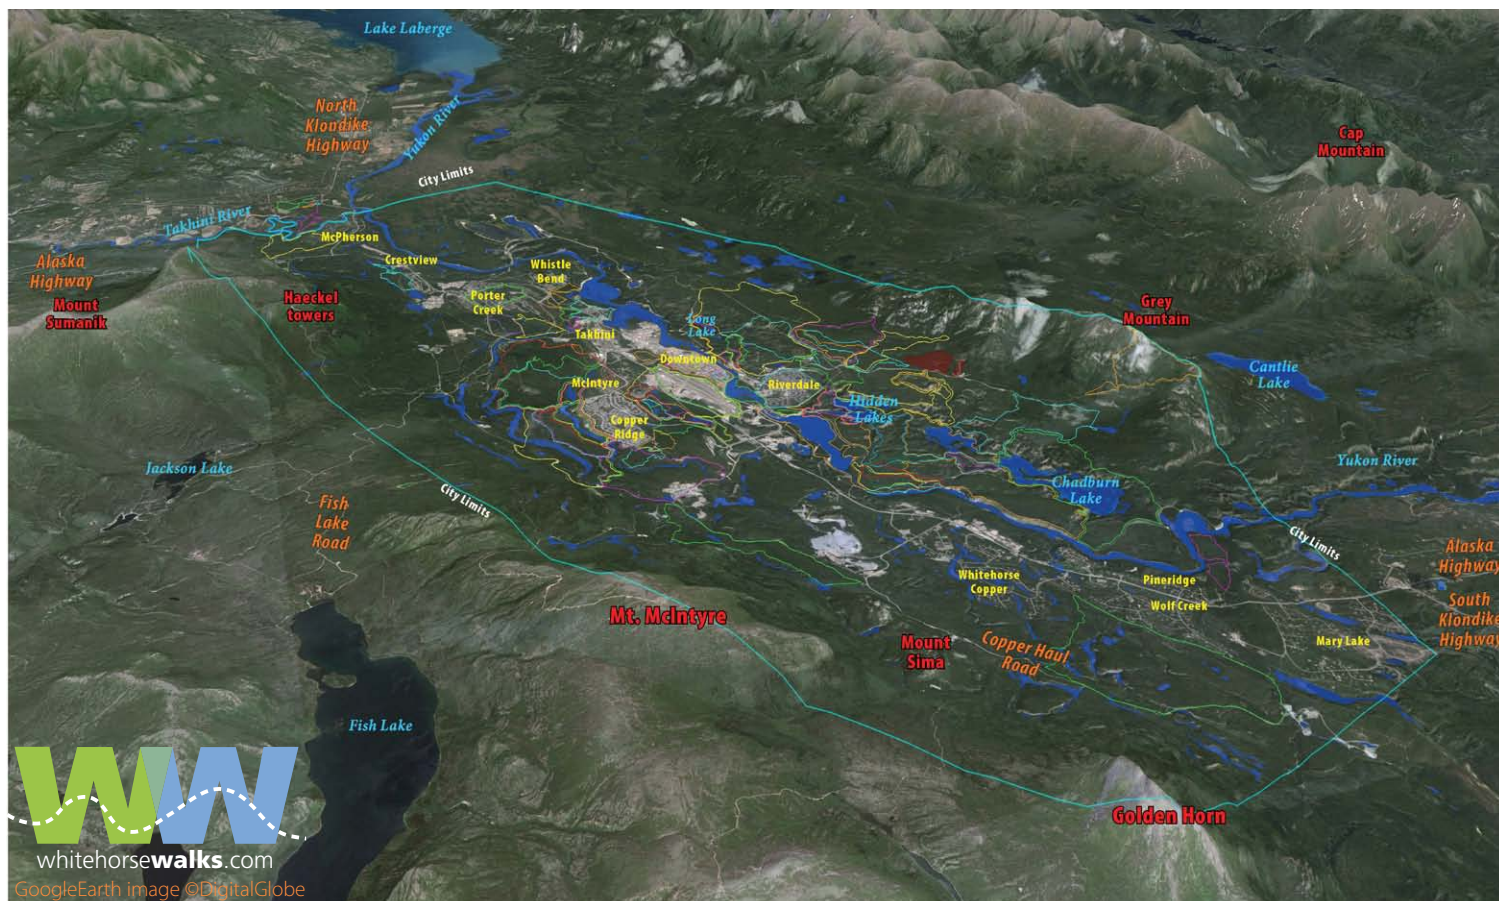 Lake Laberge
North
Klondike
Highway
Yukon River
Cap
Mountain
City Limits
Takhini River
McPherson
Crestview
Alaska
Highway
Mount
Sumanik
Haeckel
towers
Whistle
Bend
Porter
Creek
Takhini
Long
Lake
Grey
Mountain
Downtown
Cantlie
Lake
McIntyre
Riverdale
Hidden
Lakes
Copper
Ridge
Jackson Lake
Yukon River
City Limits
Fish
Lake
Road
Chadburn
Lake
City Limits
Alaska
Highway
Whitehorse
Copper
Pineridge
Wolf Creek
South
Klondike
Highway
Mt. McIntyre
Mount
Sima
Copper Haul
Road
Mary Lake
Fish Lake
Golden Horn
WW
whitehorsewalks.com
GoogleEarth image ©DigitalGlobe